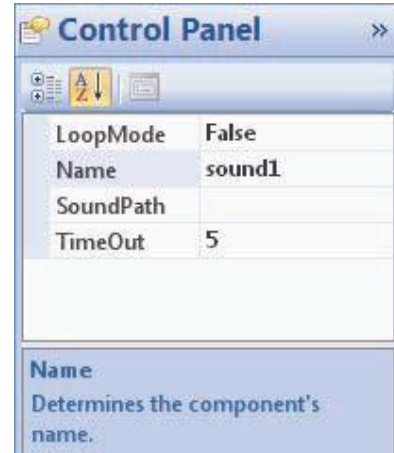 Control Panel »
A Z
LoopMode False
Name sound1
SoundPath
TimeOut 5
Name
Determines the component's
name.